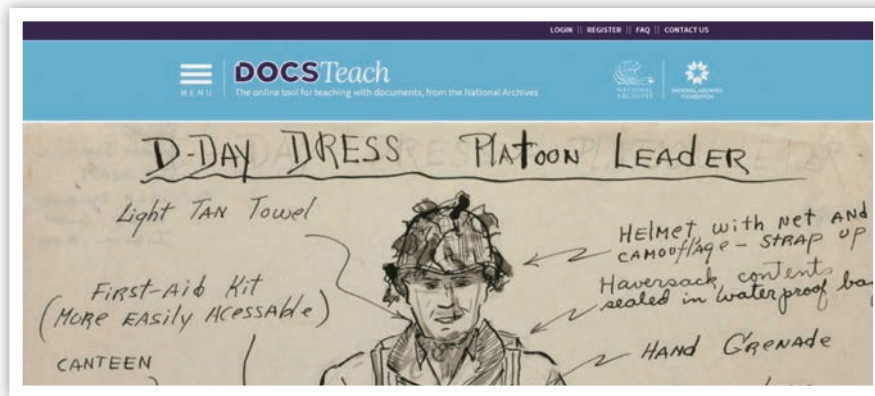 LOGIN || REGISTER || FAQ || CONTACT US
MENU
DOCSTeach
The online tool for teaching with documents, from the National Archives
NATIONAL ARCHIVES
NATIONAL ARCHIVES FOUNDATION
D-DAY DRESS PLATOON LEADER
Light TAN Towel
HELMET with NET AND
CAMOUFLAGE - STRAP UP
FIRST-AID Kit
(MORE EASILY ACESSABLE)
Haversack, contents
sealed in waterproof
HAND GRENADE
CANTEEN